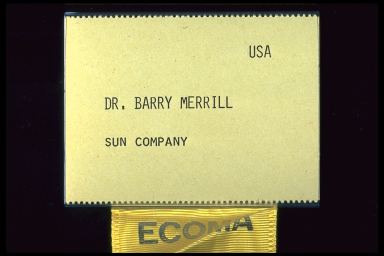 USA
DR. BARRY MERRILL
SUN COMPANY
ECOMA